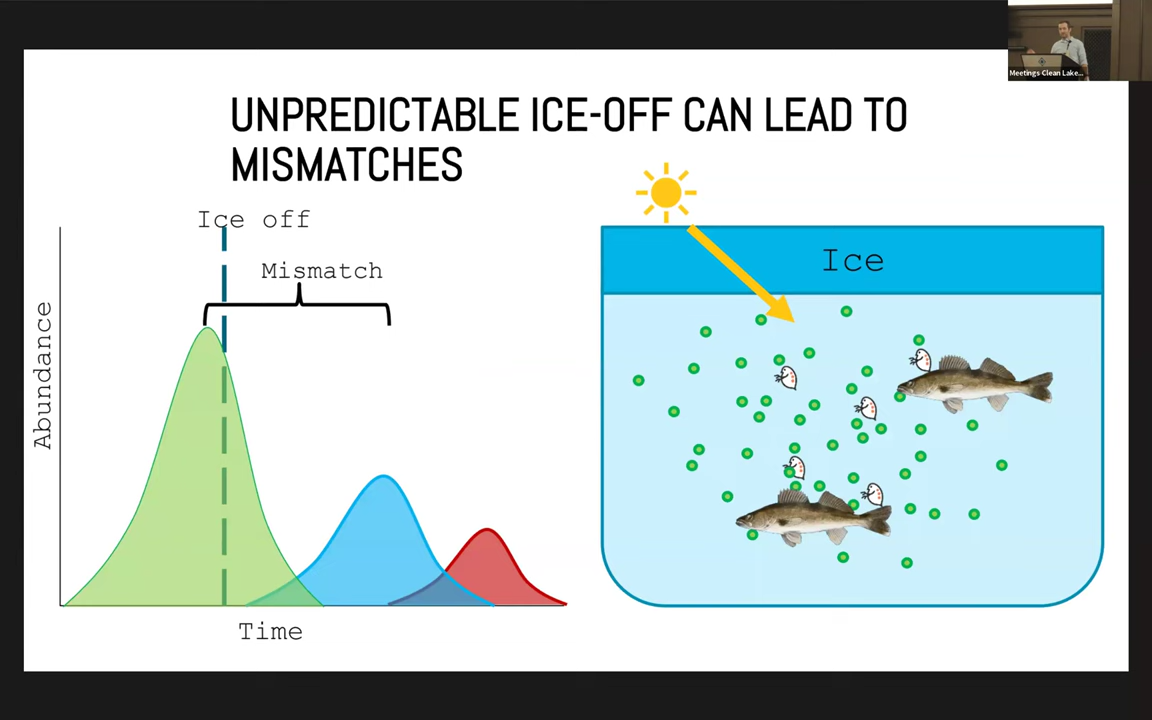 Meetings Clean Lake...
UNPREDICTABLE ICE-OFF CAN LEAD TO
MISMATCHES
Ice off
Mismatch
Abundance
Time
Ice